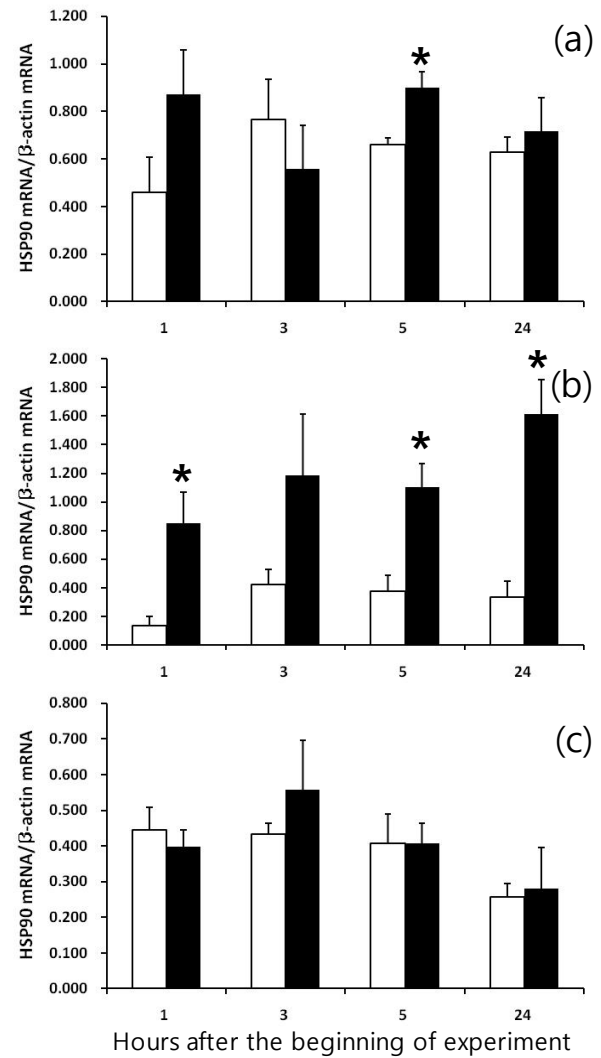 (a)
HSP90 mRNA/β-actin mRNA
1.200
1.000
0.800
0.600
0.400
0.200
0.000
*
1 3 5 24
(b)
HSP90 mRNA/β-actin mRNA
2.000
1.800
1.600
1.400
1.200
1.000
0.800
0.600
0.400
0.200
0.000
* * *
1 3 5 24
(c)
HSP90 mRNA/β-actin mRNA
0.800
0.700
0.600
0.500
0.400
0.300
0.200
0.100
0.000
1 3 5 24
Hours after the beginning of experiment